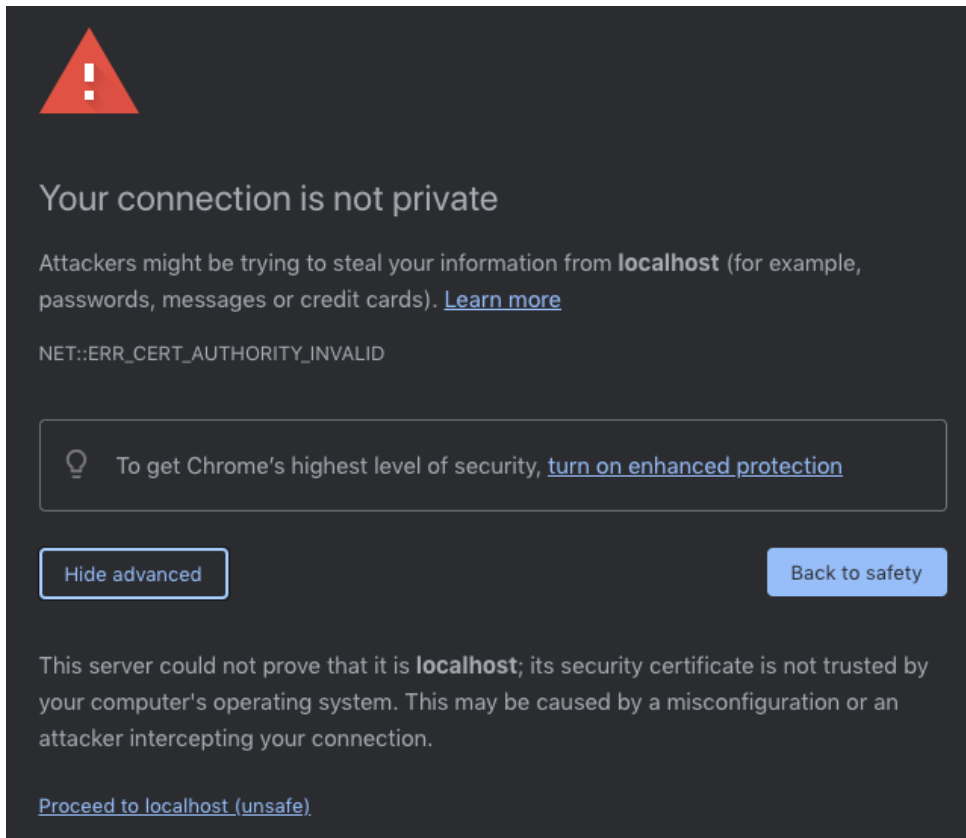 Your connection is not private
Attackers might be trying to steal your information from localhost (for example,
passwords, messages or credit cards). Learn more
NET::ERR_CERT_AUTHORITY_INVALID
To get Chrome’s highest level of security, turn on enhanced protection
Hide advanced
Back to safety
This server could not prove that it is localhost; its security certificate is not trusted by
your computer's operating system. This may be caused by a misconfiguration or an
attacker intercepting your connection.
Proceed to localhost (unsafe)